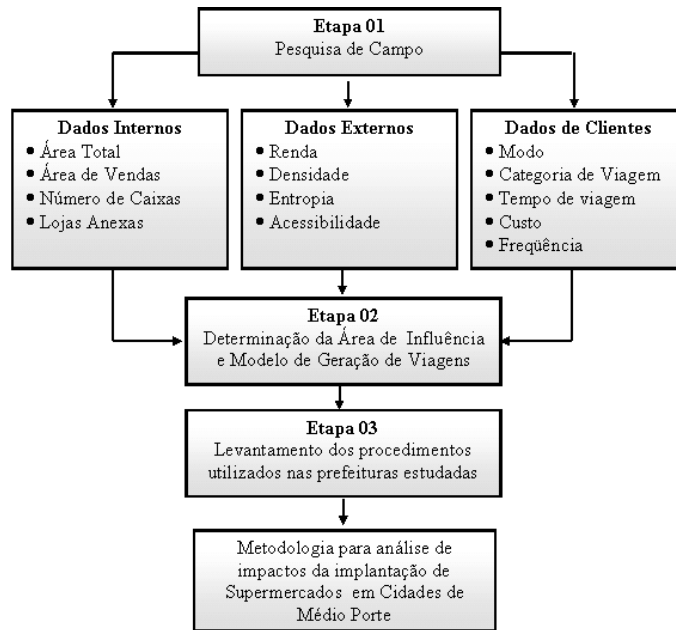 Etapa 01
Pesquisa de Campo
Dados Internos
• Área Total
• Área de Vendas
• Número de Caixas
• Lojas Anexas
Dados Externos
• Renda
• Densidade
• Entropia
• Acessibilidade
Dados de Clientes
• Modo
• Categoria de Viagem
• Tempo de viagem
• Custo
• Freqüência
Etapa 02
Determinação da Área de Influência
e Modelo de Geração de Viagens
Etapa 03
Levantamento dos procedimentos
utilizados nas prefeituras estudadas
Metodologia para análise de
impactos da implantação de
Supermercados em Cidades de
Médio Porte